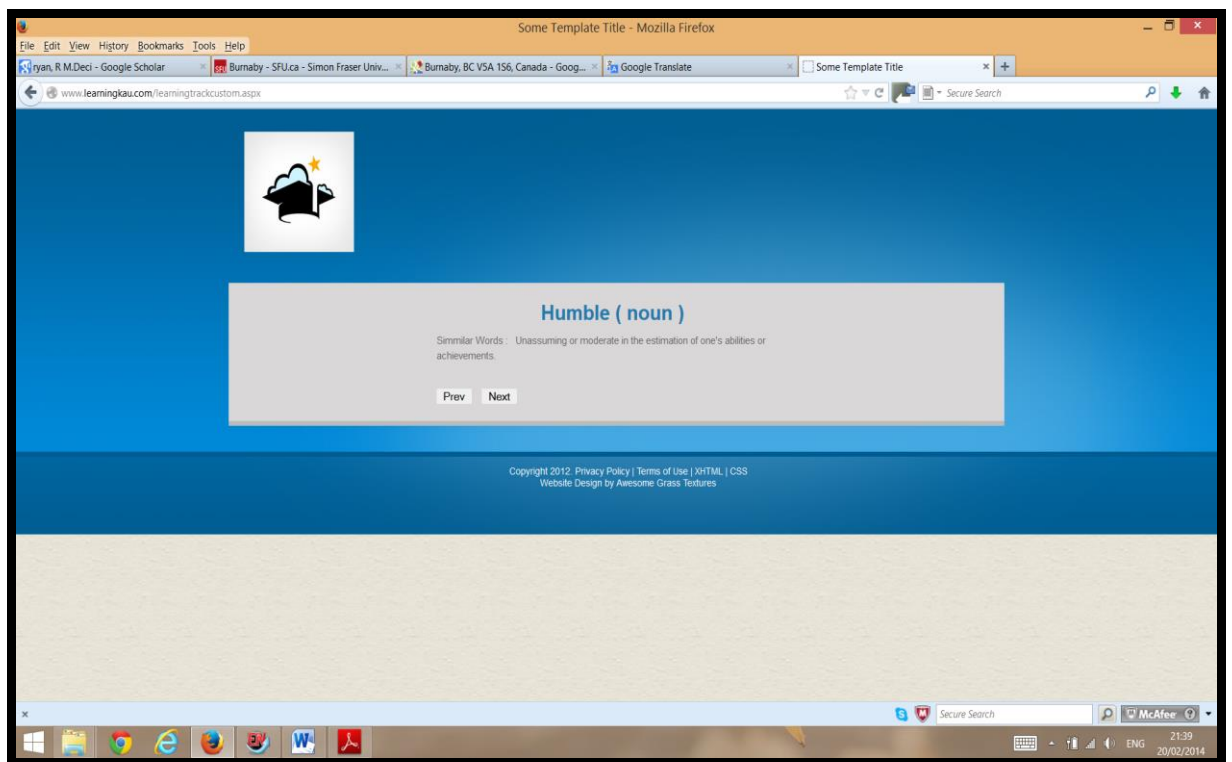 Some Template Title - Mozilla Firefox
File Edit View History Bookmarks Tools Help
ryan, R M.Deci - Google Scholar
SFU Burnaby - SFU.ca - Simon Fraser Univ...
Burnaby, BC V5A 1S6, Canada - Goog...
Google Translate
Some Template Title
www.learningkau.com/learningtrackcustom.aspx
Secure Search
Humble ( noun )
Simmilar Words : Unassuming or moderate in the estimation of one's abilities or
achievements.
Prev Next
Copyright 2012. Privacy Policy | Terms of Use | XHTML | CSS
Website Design by Awesome Grass Textures
Secure Search
McAfee
ENG
21:39
20/02/2014